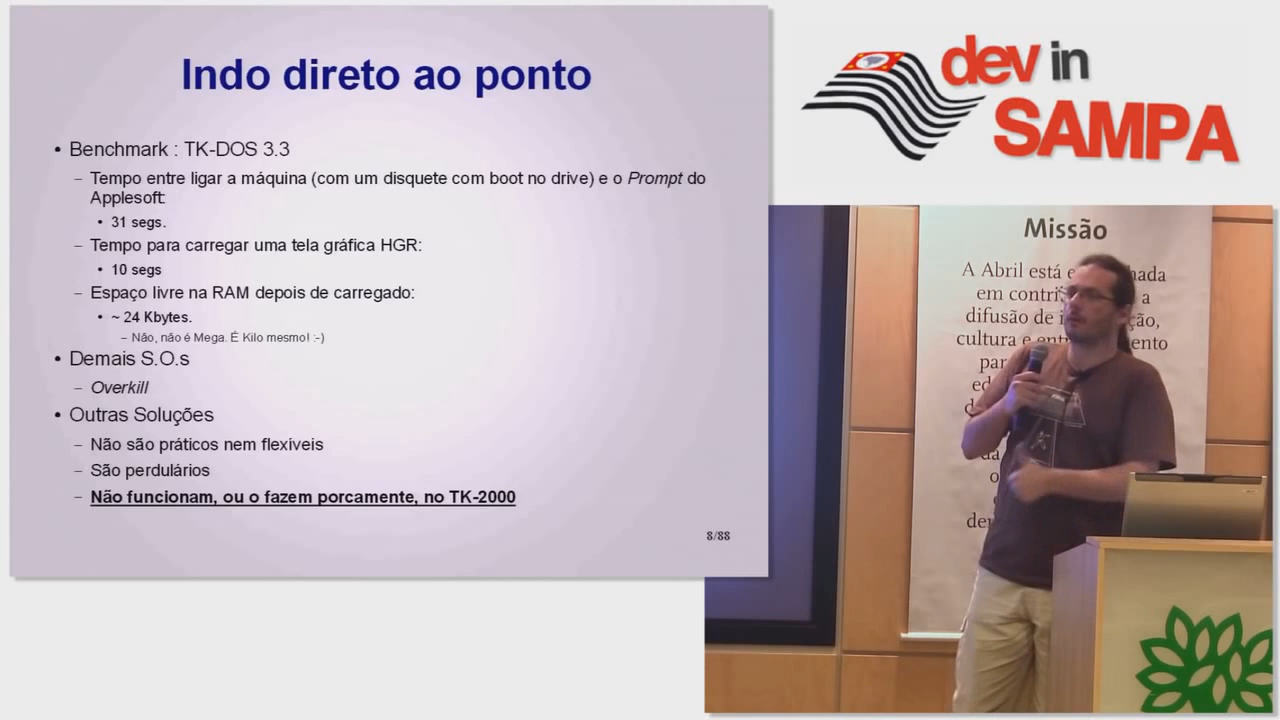 Indo direto ao ponto
• Benchmark : TK-DOS 3.3
– Tempo entre ligar a máquina (com um disquete com boot no drive) e o Prompt do
Applesoft:
• 31 segs.
– Tempo para carregar uma tela gráfica HGR:
• 10 segs
– Espaço livre na RAM depois de carregado:
• ~ 24 Kbytes.
– Não, não é Mega. É Kilo mesmo! :-)
• Demais S.O.s
– Overkill
• Outras Soluções
– Não são práticos nem flexíveis
– São perdulários
– Não funcionam, ou o fazem porcamente, no TK-2000
8/88
dev in
SAMPA
Missão
A Abril está
em contri a
difusão de
cultura e